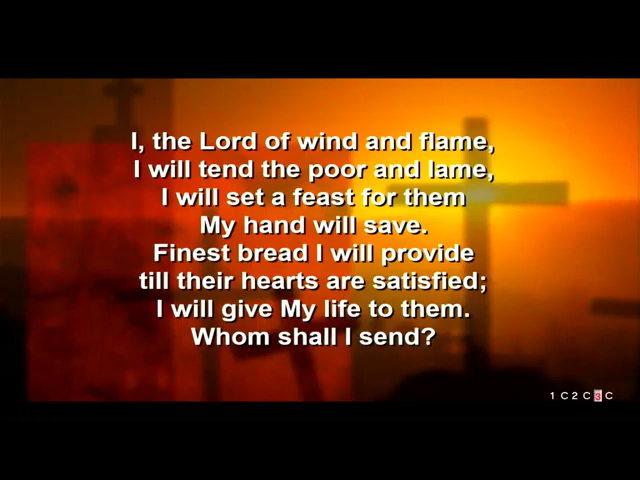 I, the Lord of wind and flame,
I will tend the poor and lame,
I will set a feast for them
My hand will save.
Finest bread I will provide
till their hearts are satisfied;
I will give My life to them.
Whom shall I send?
1 C 2 C 3 C